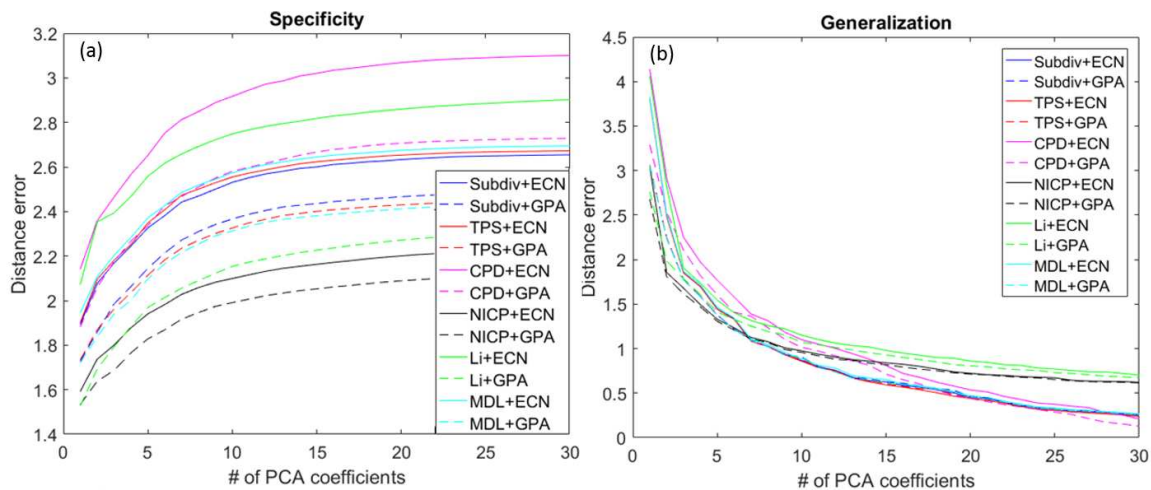 Specificity
(a)
3.2
3
2.8
2.6
2.4
2.2
2
1.8
1.6
1.4
Distance error
0
5
10
15
20
25
30
# of PCA coefficients
Subdiv+ECN
Subdiv+GPA
TPS+ECN
TPS+GPA
CPD+ECN
CPD+GPA
NICP+ECN
NICP+GPA
Li+ECN
Li+GPA
MDL+ECN
MDL+GPA
Generalization
(b)
4.5
4
3.5
3
2.5
2
1.5
1
0.5
0
Distance error
0
5
10
15
20
25
30
# of PCA coefficients
Subdiv+ECN
Subdiv+GPA
TPS+ECN
TPS+GPA
CPD+ECN
CPD+GPA
NICP+ECN
NICP+GPA
Li+ECN
Li+GPA
MDL+ECN
MDL+GPA